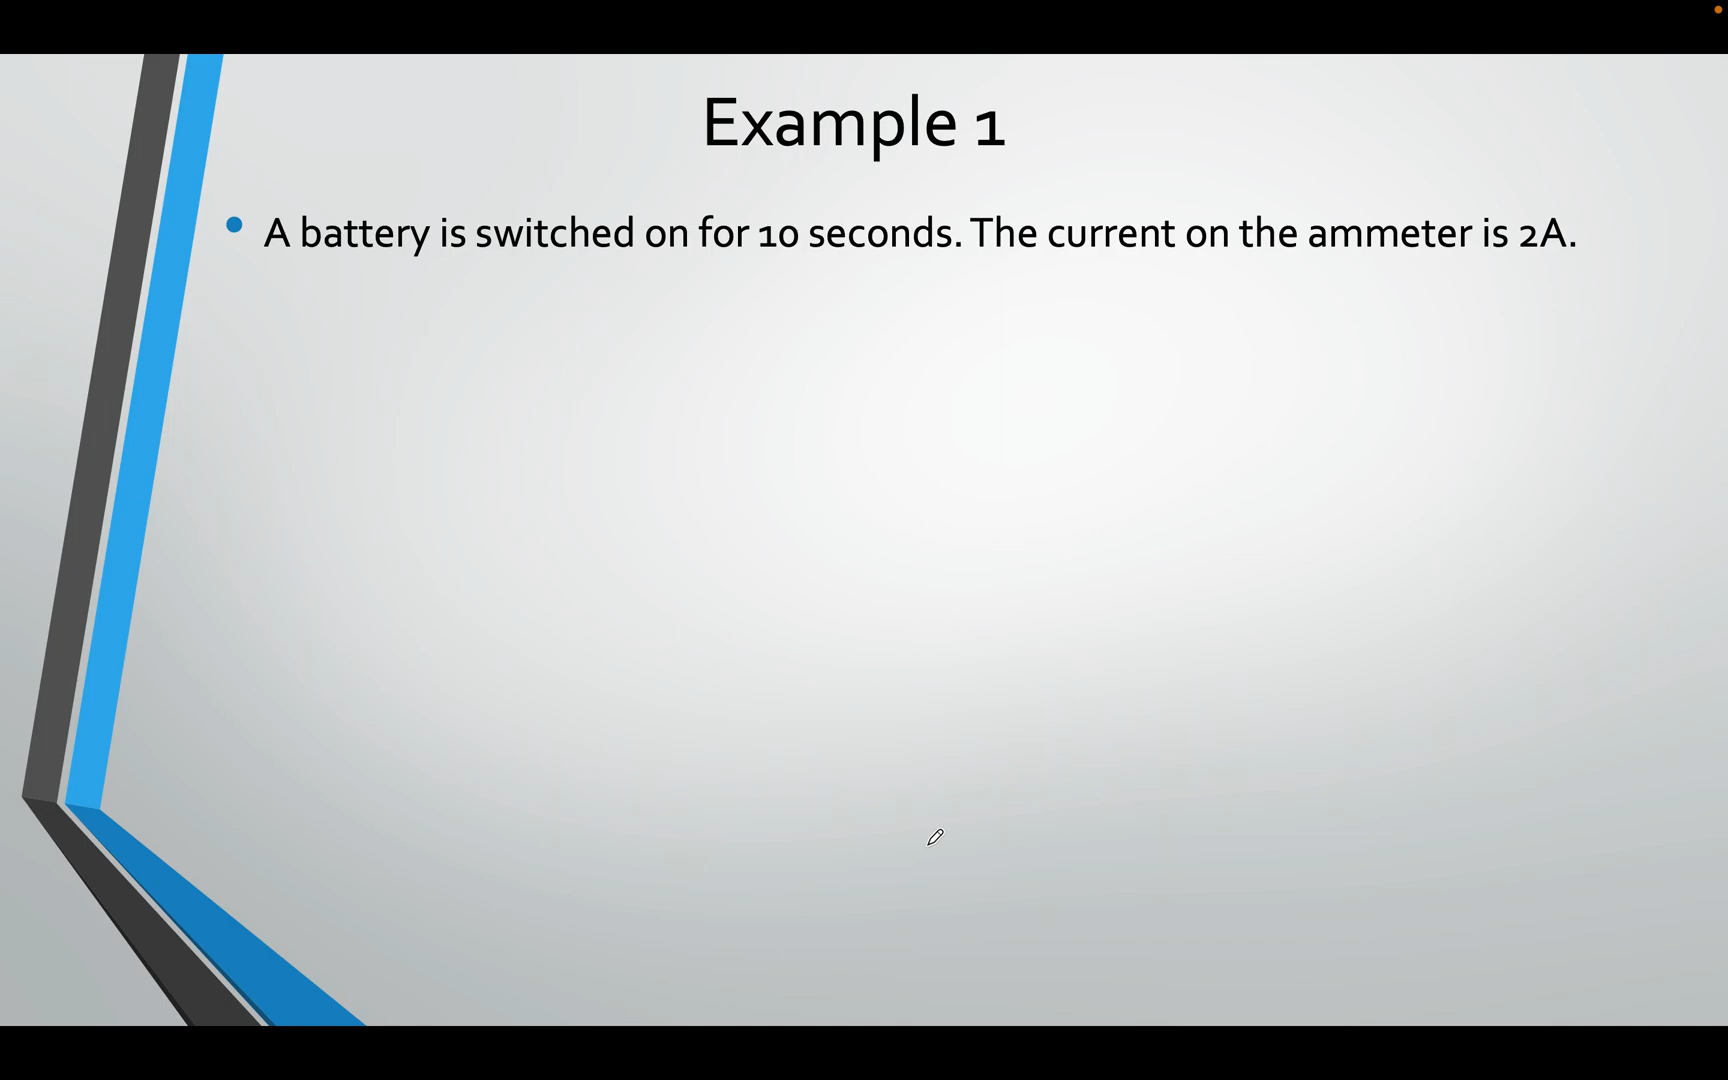 Example 1
• A battery is switched on for 10 seconds. The current on the ammeter is 2A.